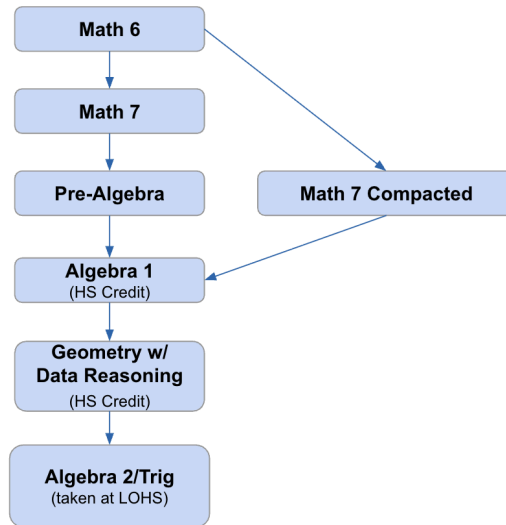 Math 6
Math 7
Pre-Algebra
Math 7 Compacted
Algebra 1
(HS Credit)
Geometry w/
Data Reasoning
(HS Credit)
Algebra 2/Trig
(taken at LOHS)